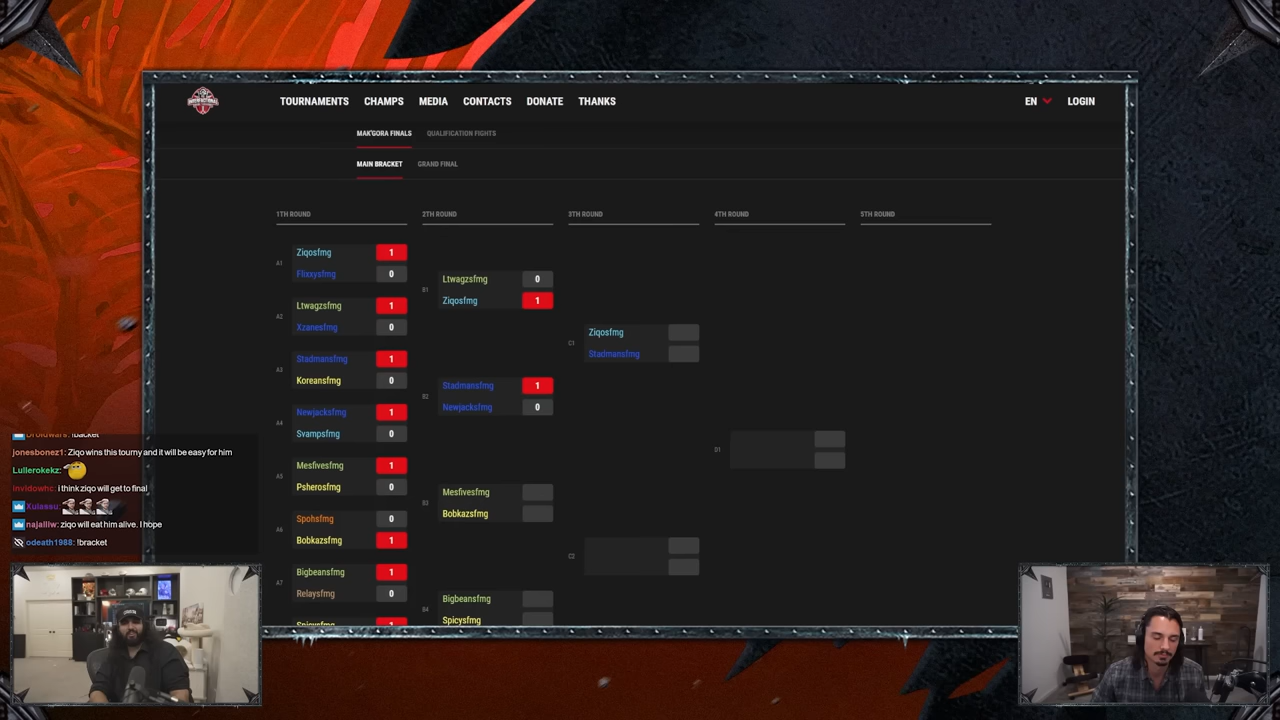 TOURNAMENTS CHAMPS MEDIA CONTACTS DONATE THANKS EN LOGIN
MAK'GORA FINALS QUALIFICATION FIGHTS
MAIN BRACKET GRAND FINAL
1TH ROUND 2TH ROUND 3TH ROUND 4TH ROUND 5TH ROUND
A1
Ziqosfmg 1
Flixxysfmg 0
A2
Ltwagzsfmg 1
Xzanesfmg 0
A3
Stadmansfmg 1
Koreansfmg 0
A4
Newjacksfmg 1
Svampsfmg 0
A5
Mesfivesfmg 1
Psherosfmg 0
A6
Spohsfmg 0
Bobkazsfmg 1
A7
Bigbeansfmg 1
Relaysfmg 0
Spicysfmg 1
B1
Ltwagzsfmg 0
Ziqosfmg 1
B2
Stadmansfmg 1
Newjacksfmg 0
B3
Mesfivesfmg
Bobkazsfmg
B4
Bigbeansfmg
Spicysfmg
C1
Ziqosfmg
Stadmansfmg
C2
D1
jonesbonez1: Ziqo wins this tourny and it will be easy for him
Lullerokekz:
invidowhc: i think ziqo will get to final
Xulassu:
najalliw: ziqo will eat him alive. I hope
odeath1988: !bracket